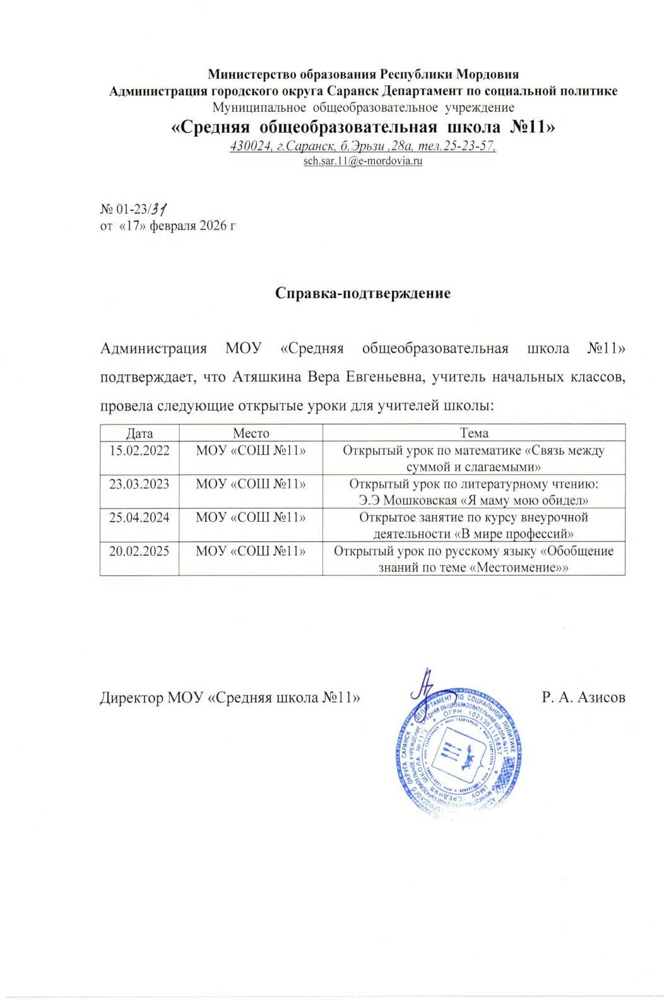 Министерство образования Республики Мордовия
Администрация городского округа Саранск Департамент по социальной политике
Муниципальное общеобразовательное учреждение
«Средняя общеобразовательная школа №11»
430024, г.Саранск, б.Эрьзи ,28а, тел.25-23-57,
sch.sar.11@e-mordovia.ru
№ 01-23/31
от «17» февраля 2026 г
Справка-подтверждение
Администрация МОУ «Средняя общеобразовательная школа №11»
подтверждает, что Атяшкина Вера Евгеньевна, учитель начальных классов,
провела следующие открытые уроки для учителей школы:
Дата Место Тема
15.02.2022 МОУ «СОШ №11» Открытый урок по математике «Связь между
суммой и слагаемыми»
23.03.2023 МОУ «СОШ №11» Открытый урок по литературному чтению:
Э.Э Мошковская «Я маму мою обидел»
25.04.2024 МОУ «СОШ №11» Открытое занятие по курсу внеурочной
деятельности «В мире профессий»
20.02.2025 МОУ «СОШ №11» Открытый урок по русскому языку «Обобщение
знаний по теме «Местоимение»»
Директор МОУ «Средняя школа №11» Р. А. Азисов
ДЕПАРТАМЕНТ ПО СОЦИАЛЬНОЙ ПОЛИТИКЕ
ОКРУГА САРАНСК
СРЕДНЯЯ ОБЩЕОБРАЗОВАТЕЛЬНАЯ ШКОЛА №11
ОГРН 1021301115857
(МОУ "СРЕДНЯЯ ШКОЛА №11")